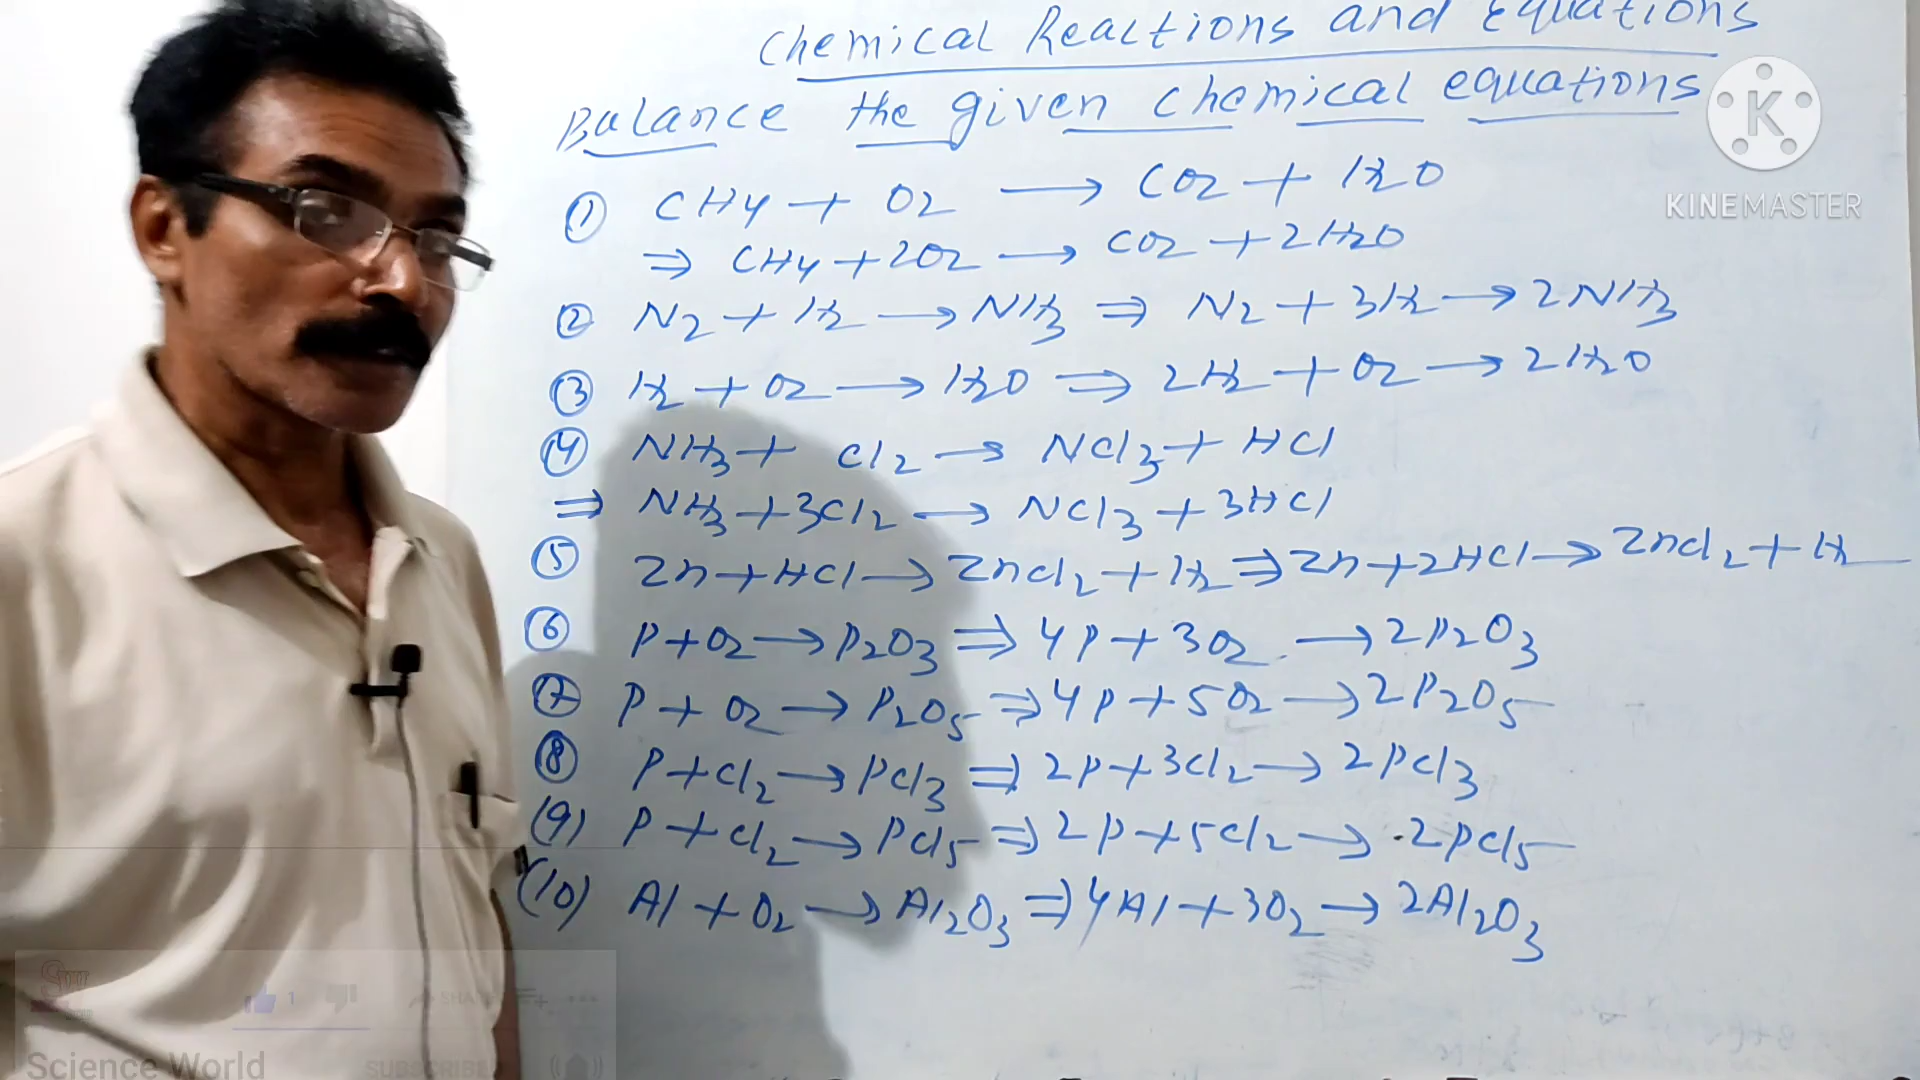 Chemical Reactions and Equations
Balance the given chemical equations
① CH4 + O2 → CO2 + H2O
⇒ CH4 + 2O2 → CO2 + 2H2O
② N2 + H2 → NH3 ⇒ N2 + 3H2 → 2NH3
③ H2 + O2 → H2O ⇒ 2H2 + O2 → 2H2O
④ NH3 + Cl2 → NCl3 + HCl
⇒ NH3 + 3Cl2 → NCl3 + 3HCl
⑤ Zn + HCl → ZnCl2 + H2 ⇒ Zn + 2HCl → ZnCl2 + H2
⑥ P + O2 → P2O3 ⇒ 4P + 3O2 → 2P2O3
⑦ P + O2 → P2O5 ⇒ 4P + 5O2 → 2P2O5
⑧ P + Cl2 → PCl3 ⇒ 2P + 3Cl2 → 2PCl3
(9) P + Cl2 → PCl5 ⇒ 2P + 5Cl2 → 2PCl5
(10) Al + O2 → Al2O3 ⇒ 4Al + 3O2 → 2Al2O3
K
KINEMASTER
1 SHARE
Science World SUBSCRIBE